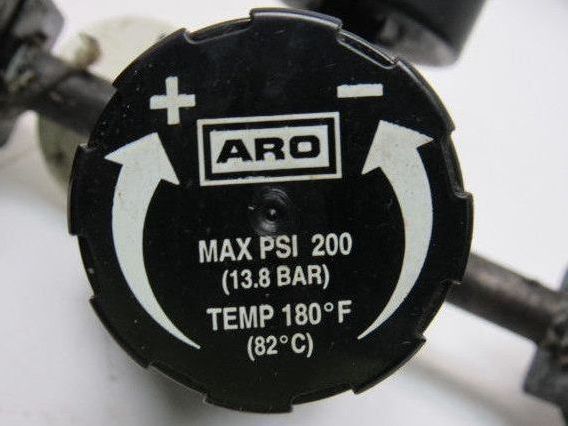 + −
ARO
MAX PSI 200
(13.8 BAR)
TEMP 180°F
(82°C)